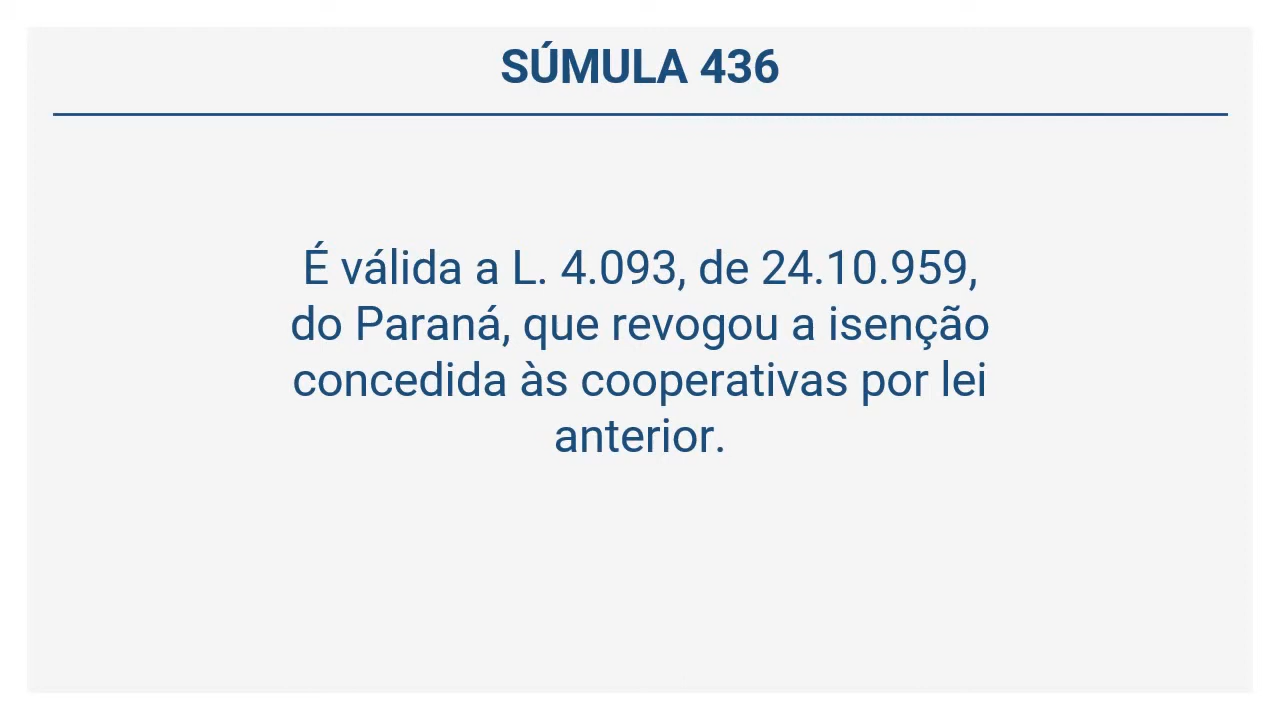 SÚMULA 436
É válida a L. 4.093, de 24.10.959,
do Paraná, que revogou a isenção
concedida às cooperativas por lei
anterior.